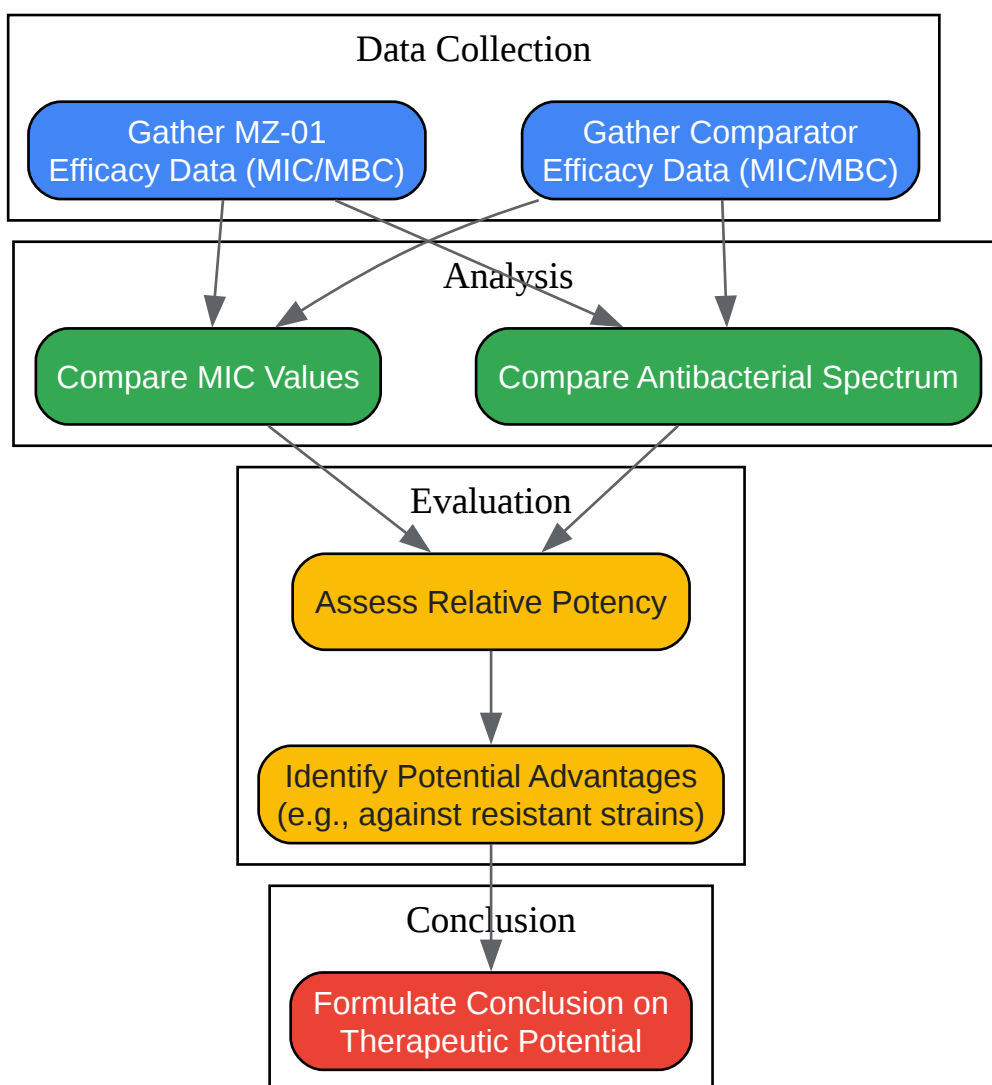 Data Collection
Gather MZ-01
Efficacy Data (MIC/MBC)
Gather Comparator
Efficacy Data (MIC/MBC)
Analysis
Compare MIC Values
Compare Antibacterial Spectrum
Evaluation
Assess Relative Potency
Identify Potential Advantages
(e.g., against resistant strains)
Conclusion
Formulate Conclusion on
Therapeutic Potential